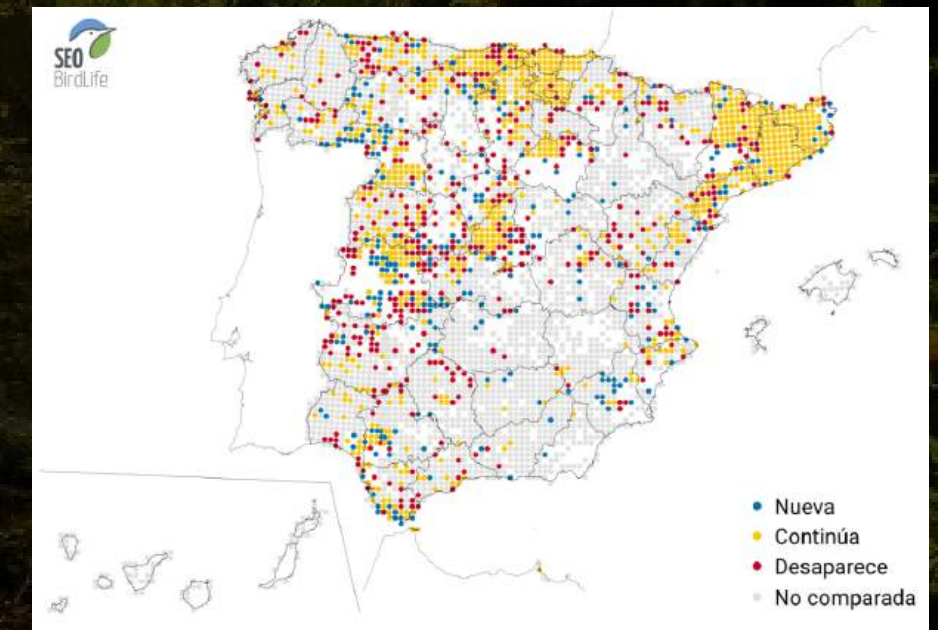 SEO
BirdLife
Nueva
Continúa
Desaparece
No comparada